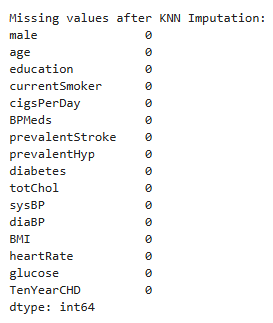 Missing values after KNN Imputation:
male 0
age 0
education 0
currentSmoker 0
cigsPerDay 0
BPMeds 0
prevalentStroke 0
prevalentHyp 0
diabetes 0
totChol 0
sysBP 0
diaBP 0
BMI 0
heartRate 0
glucose 0
TenYearCHD 0
dtype: int64